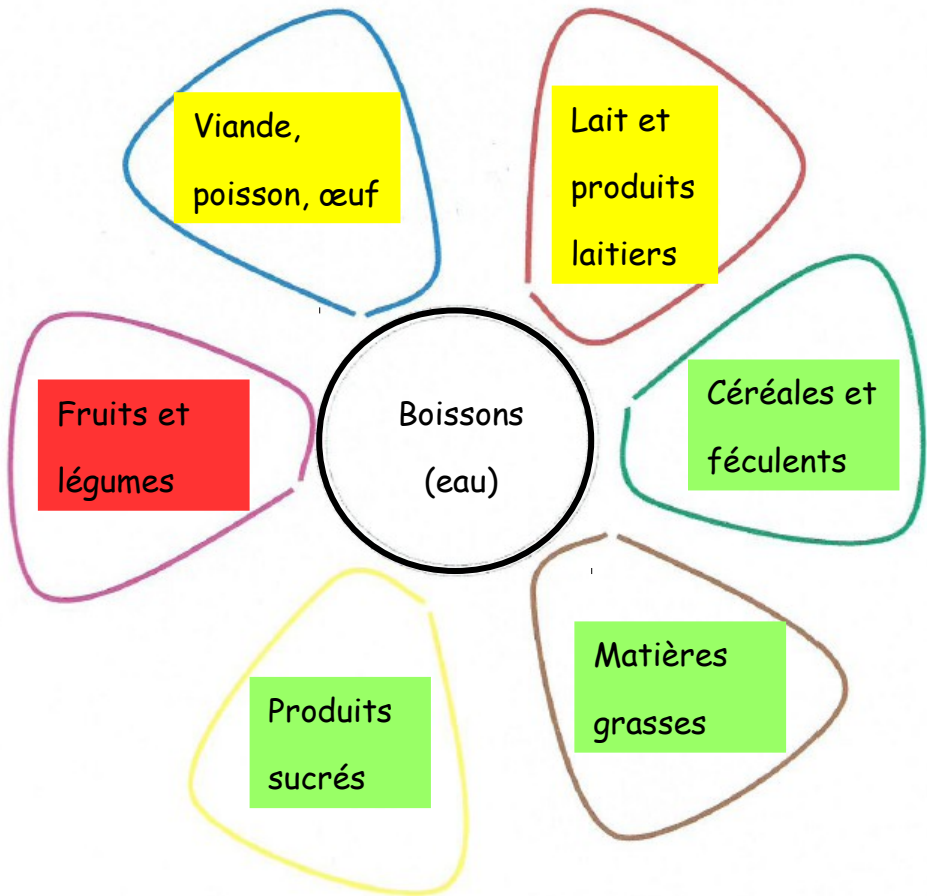 Viande,
poisson, œuf
Lait et
produits
laitiers
Fruits et
légumes
Boissons
(eau)
Céréales et
féculents
Produits
sucrés
Matières
grasses